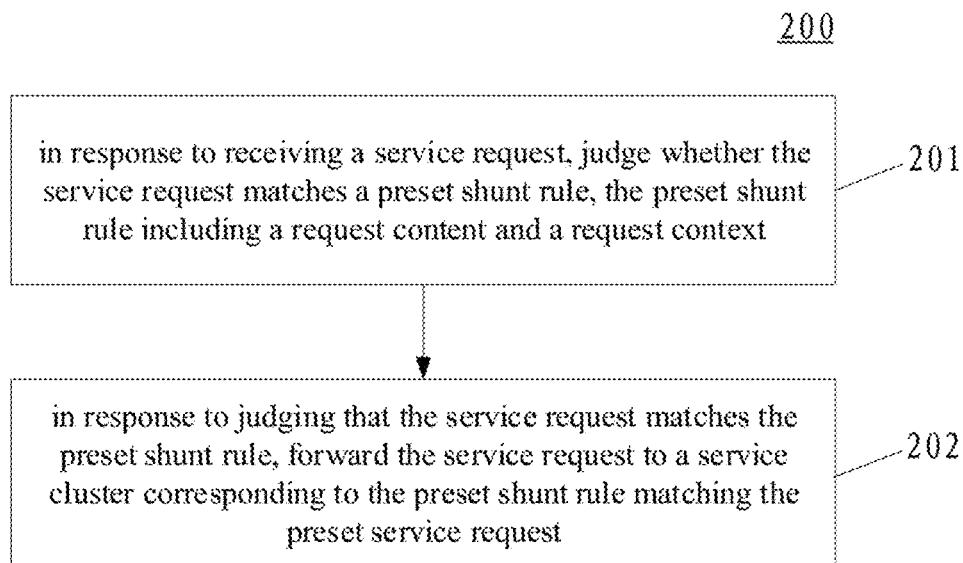 200
in response to receiving a service request, judge whether the
service request matches a preset shunt rule, the preset shunt
rule including a request content and a request context
201
in response to judging that the service request matches the
preset shunt rule, forward the service request to a service
cluster corresponding to the preset shunt rule matching the
preset service request
202